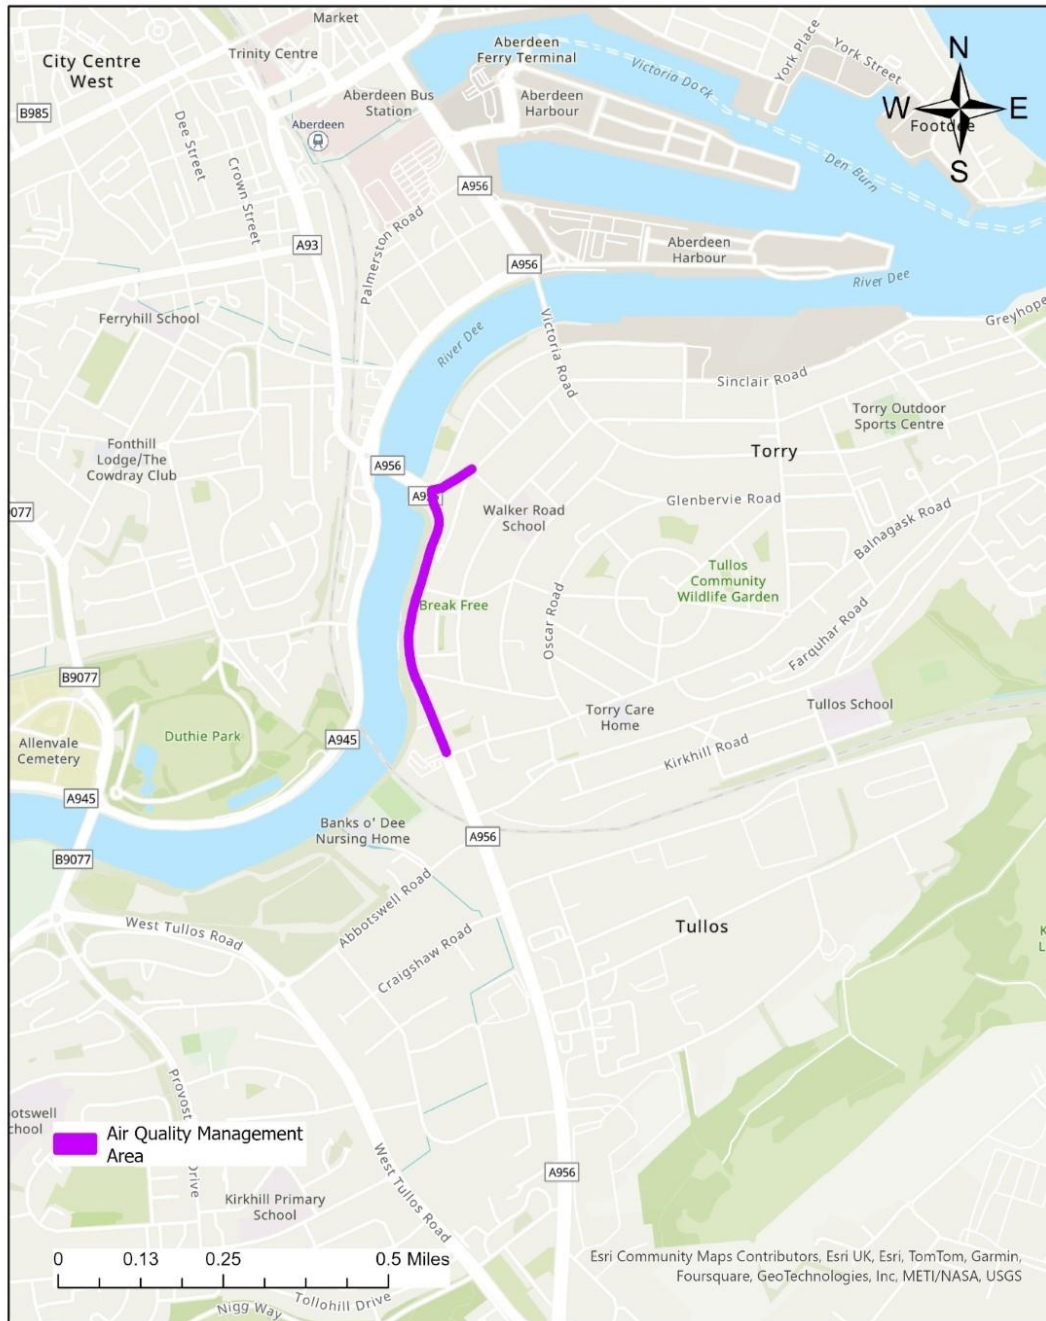 Market
City Centre
West
Trinity Centre
Aberdeen
Ferry Terminal
York Place
York Street
Victoria Dock
N
W
E
S
Footdee
B985
Dee Street
Crown Street
Aberdeen Bus
Station
Aberdeen
Aberdeen
Harbour
Den Burn
A956
A93
Palmerston Road
A956
Aberdeen
Harbour
River Dee
Ferryhill School
River Dee
Victoria Road
Greyhope
Sinclair Road
Torry Outdoor
Sports Centre
Fonthill
Lodge/The
Cowdray Club
A956
Torry
Walker Road
School
Glenbervie Road
Balnagask Road
Tullos
Community
Wildlife Garden
Break Free
Oscar Road
Farquhar Road
B9077
Duthie Park
Allenvale
Cemetery
A945
Torry Care
Home
Tullos School
Kirkhill Road
A945
Banks o' Dee
Nursing Home
A956
B9077
West Tullos Road
Abbotswell Road
Craigshaw Road
Tullos
Provost
Drive
Air Quality Management
Area
West Tullos Road
A956
Kirkhill Primary
School
0 0.13 0.25 0.5 Miles
Tollohill Drive
Nigg Way
Esri Community Maps Contributors, Esri UK, Esri, TomTom, Garmin,
Foursquare, GeoTechnologies, Inc, METI/NASA, USGS